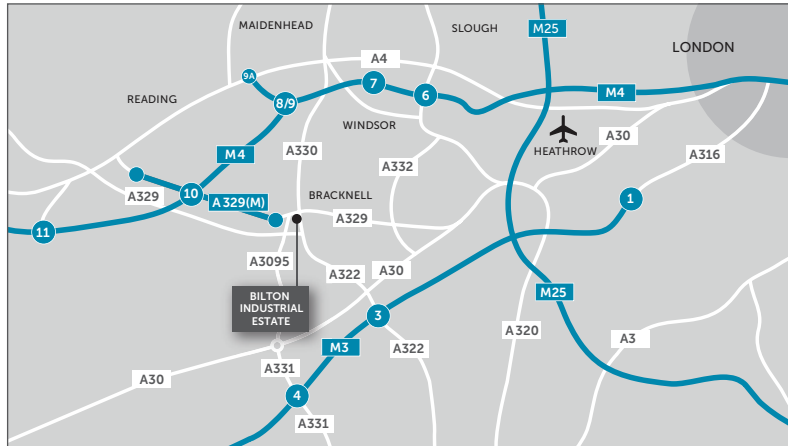 MAIDENHEAD
SLOUGH
M25
LONDON
A4
9A
7
8/9
6
M4
READING
WINDSOR
HEATHROW
A30
A316
M4
A330
A332
A329
10
A329(M)
BRACKNELL
A329
1
11
A3095
A322
A30
BILTON
INDUSTRIAL
ESTATE
M25
3
A320
A3
M3
A322
A331
A30
4
A331